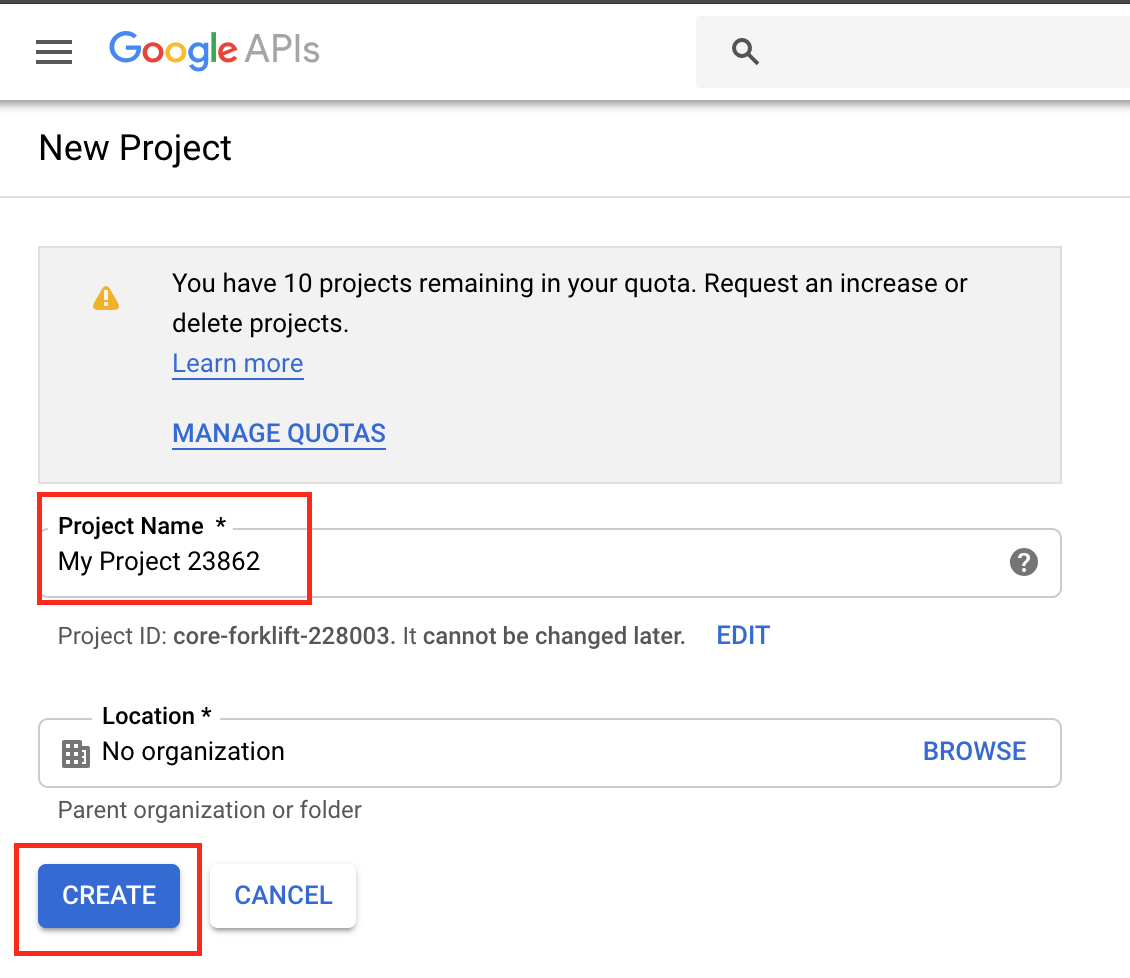 Google APIs
New Project
You have 10 projects remaining in your quota. Request an increase or
delete projects.
Learn more
MANAGE QUOTAS
Project Name *
My Project 23862
Project ID: core-forklift-228003. It cannot be changed later. EDIT
Location *
No organization BROWSE
Parent organization or folder
CREATE CANCEL